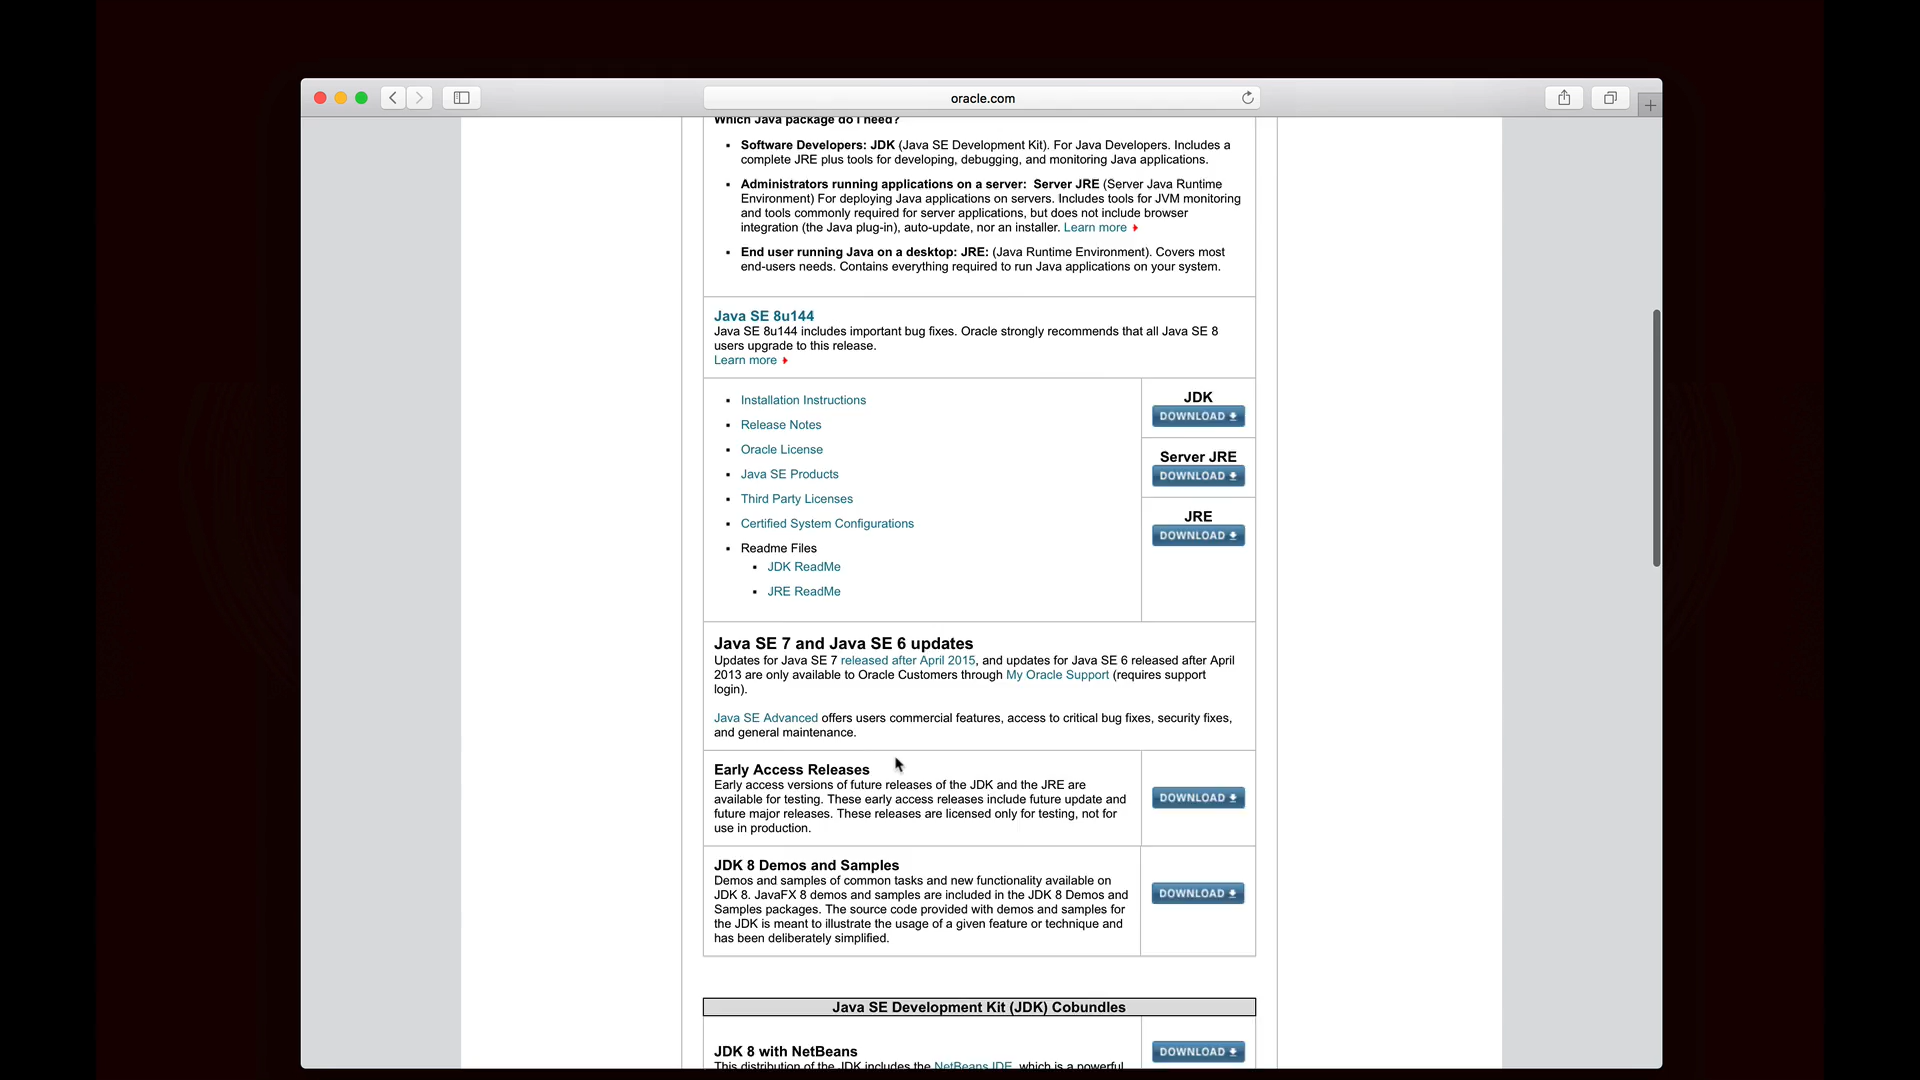 oracle.com
Which Java package do I need?
Software Developers: JDK (Java SE Development Kit). For Java Developers. Includes a
complete JRE plus tools for developing, debugging, and monitoring Java applications.
Administrators running applications on a server:  Server JRE (Server Java Runtime
Environment) For deploying Java applications on servers. Includes tools for JVM monitoring
and tools commonly required for server applications, but does not include browser
integration (the Java plug-in), auto-update, nor an installer. Learn more
End user running Java on a desktop: JRE: (Java Runtime Environment). Covers most
end-users needs. Contains everything required to run Java applications on your system.
Java SE 8u144
Java SE 8u144 includes important bug fixes. Oracle strongly recommends that all Java SE 8
users upgrade to this release.
Learn more
Installation Instructions
Release Notes
Oracle License
Java SE Products
Third Party Licenses
Certified System Configurations
Readme Files
JDK ReadMe
JRE ReadMe
JDK
DOWNLOAD
Server JRE
DOWNLOAD
JRE
DOWNLOAD
Java SE 7 and Java SE 6 updates
Updates for Java SE 7 released after April 2015, and updates for Java SE 6 released after April
2013 are only available to Oracle Customers through My Oracle Support (requires support
login).
Java SE Advanced offers users commercial features, access to critical bug fixes, security fixes,
and general maintenance.
Early Access Releases
Early access versions of future releases of the JDK and the JRE are
available for testing. These early access releases include future update and
future major releases. These releases are licensed only for testing, not for
use in production.
DOWNLOAD
JDK 8 Demos and Samples
Demos and samples of common tasks and new functionality available on
JDK 8. JavaFX 8 demos and samples are included in the JDK 8 Demos and
Samples packages. The source code provided with demos and samples for
the JDK is meant to illustrate the usage of a given feature or technique and
has been deliberately simplified.
DOWNLOAD
Java SE Development Kit (JDK) Cobundles
JDK 8 with NetBeans
This distribution of the JDK includes the NetBeans IDE, which is a powerful
DOWNLOAD